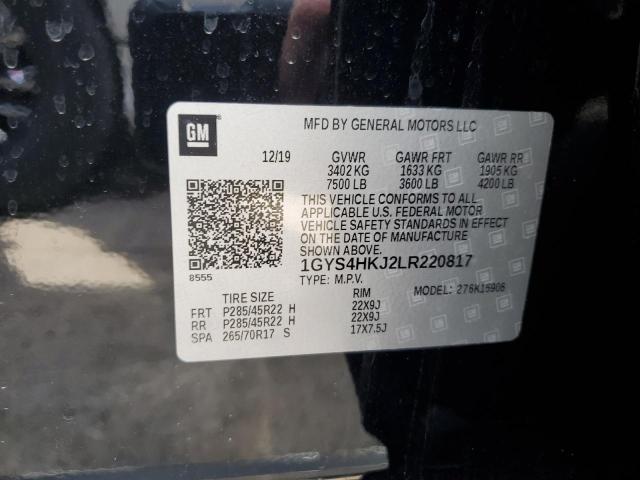 GM
MFD BY GENERAL MOTORS LLC
12/19 GVWR GAWR FRT GAWR RR
3402 KG 1633 KG 1905 KG
7500 LB 3600 LB 4200 LB
THIS VEHICLE CONFORMS TO ALL
APPLICABLE U.S. FEDERAL MOTOR
VEHICLE SAFETY STANDARDS IN EFFECT
ON THE DATE OF MANUFACTURE
SHOWN ABOVE.
1GYS4HKJ2LR220817
8555
TYPE: M.P.V. MODEL: 276K15906
TIRE SIZE RIM
FRT P285/45R22 H 22X9J
RR P285/45R22 H 22X9J
SPA 265/70R17 S 17X7.5J